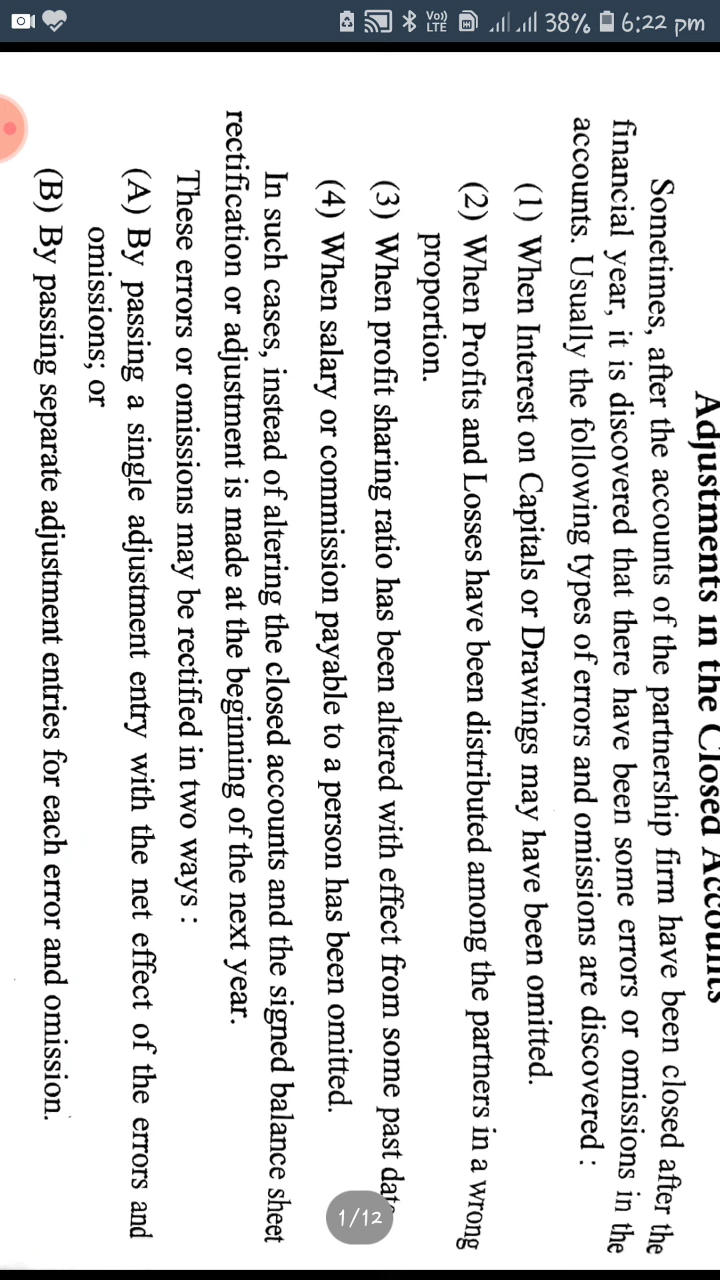 38% 6:22 pm
Adjustments in the Closed Accounts
Sometimes, after the accounts of the partnership firm have been closed after the
financial year, it is discovered that there have been some errors or omissions in the
accounts. Usually the following types of errors and omissions are discovered :
(1) When Interest on Capitals or Drawings may have been omitted.
(2) When Profits and Losses have been distributed among the partners in a wrong
proportion.
(3) When profit sharing ratio has been altered with effect from some past date
(4) When salary or commission payable to a person has been omitted.
In such cases, instead of altering the closed accounts and the signed balance sheet
rectification or adjustment is made at the beginning of the next year.
These errors or omissions may be rectified in two ways :
(A) By passing a single adjustment entry with the net effect of the errors and
omissions; or
(B) By passing separate adjustment entries for each error and omission.
1/12